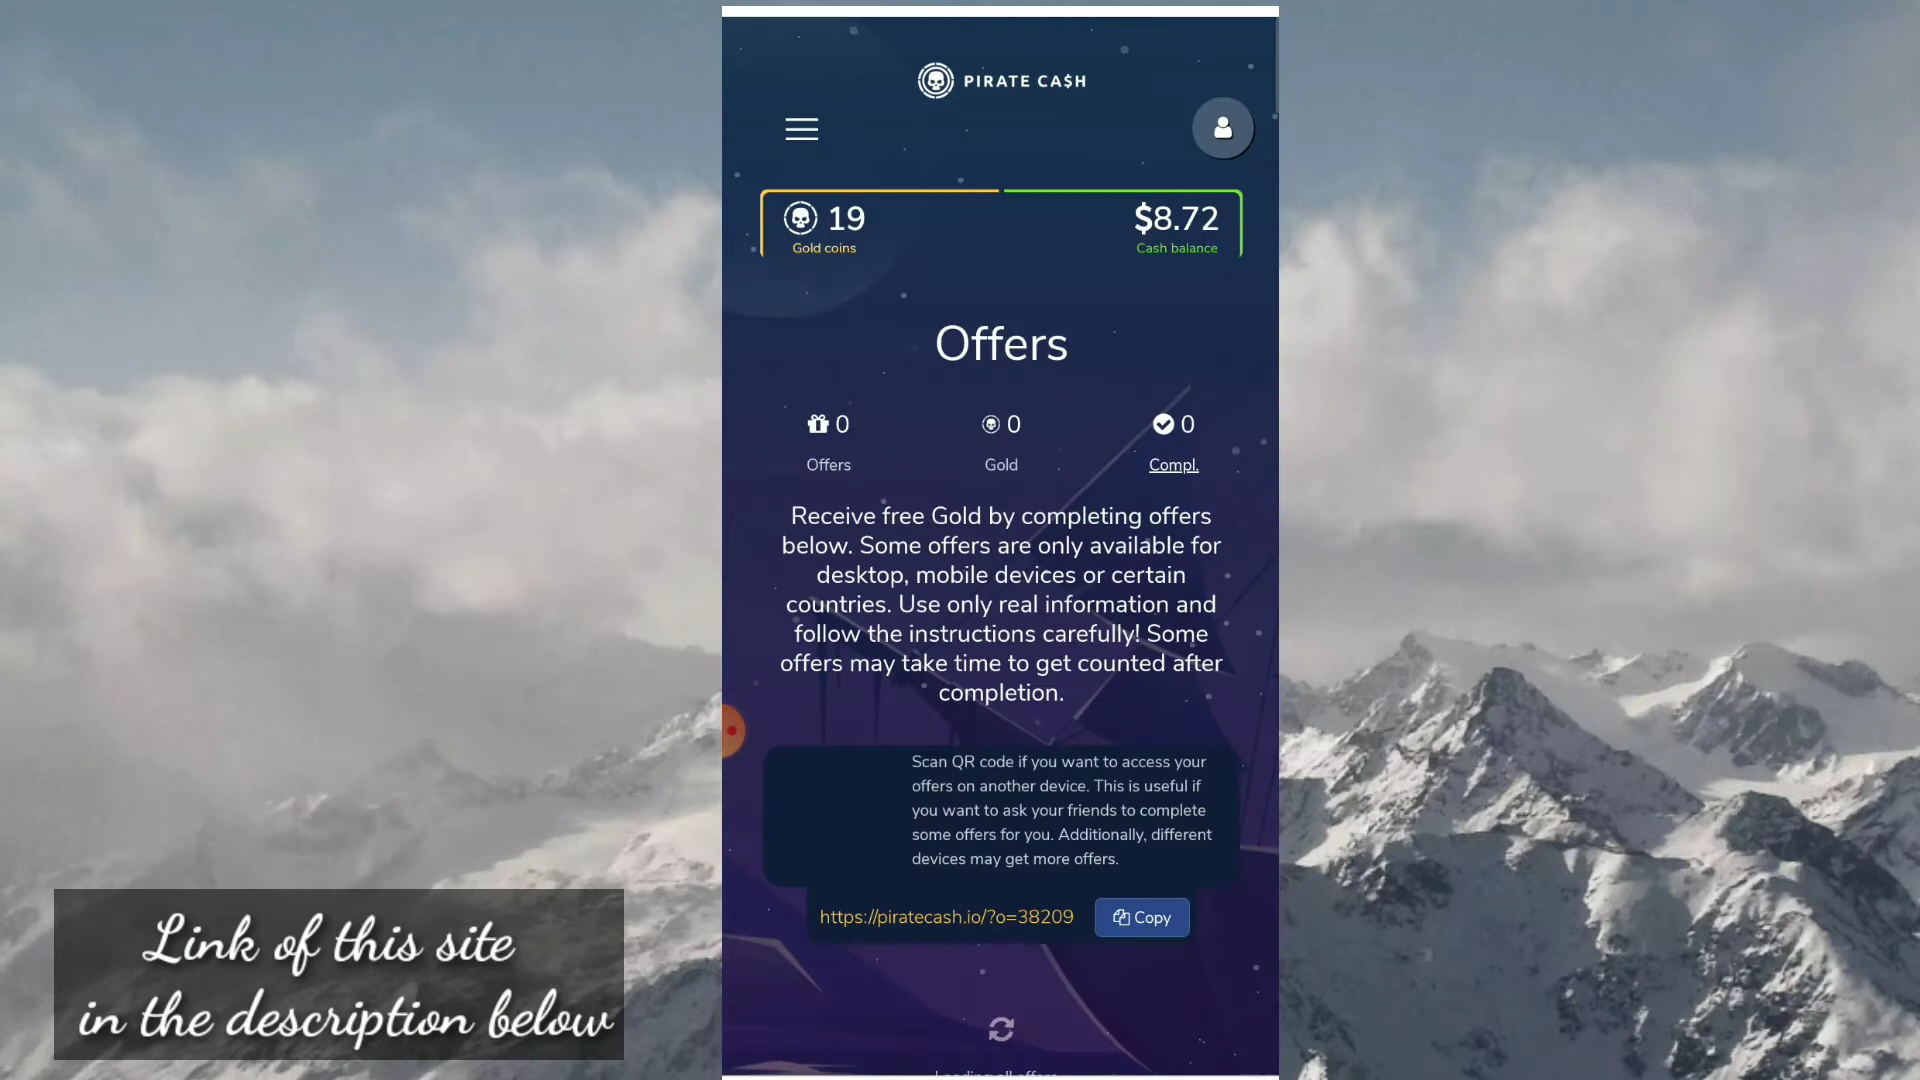 PIRATE CA$H
19
Gold coins
$8.72
Cash balance
Offers
0
Offers
0
Gold
0
Compl.
Receive free Gold by completing offers
below. Some offers are only available for
desktop, mobile devices or certain
countries. Use only real information and
follow the instructions carefully! Some
offers may take time to get counted after
completion.
Scan QR code if you want to access your
offers on another device. This is useful if
you want to ask your friends to complete
some offers for you. Additionally, different
devices may get more offers.
https://piratecash.io/?o=38209
Copy
Loading all offers
Link of this site
in the description below